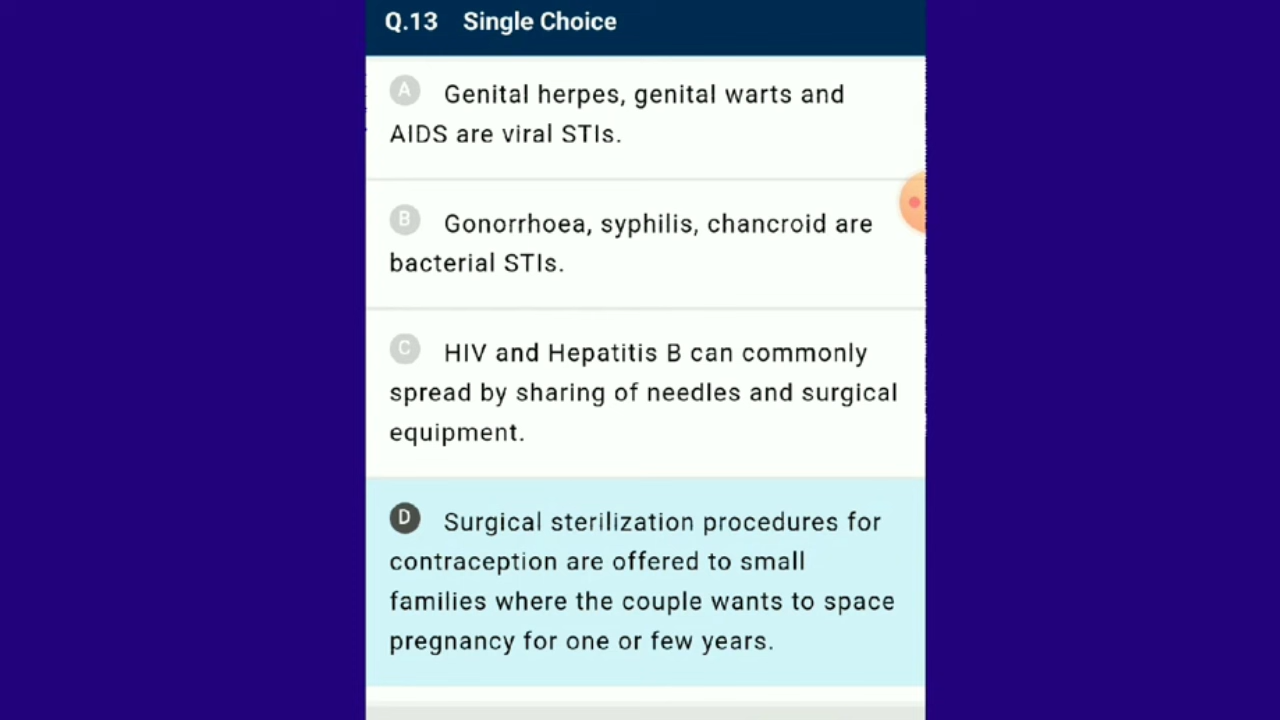 Q.13 Single Choice
A Genital herpes, genital warts and
AIDS are viral STIs.
B Gonorrhoea, syphilis, chancroid are
bacterial STIs.
C HIV and Hepatitis B can commonly
spread by sharing of needles and surgical
equipment.
D Surgical sterilization procedures for
contraception are offered to small
families where the couple wants to space
pregnancy for one or few years.